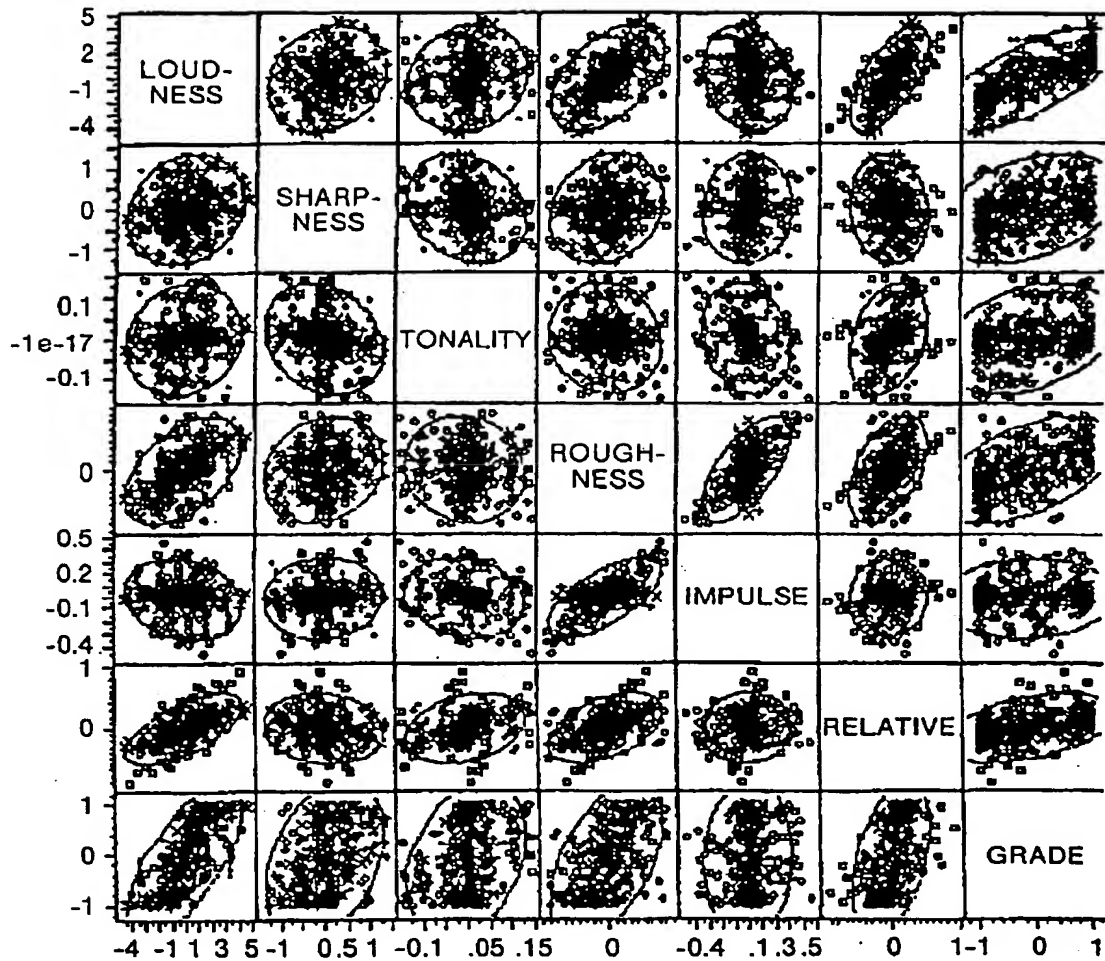 5
2
-1
-4
LOUD-
NESS
1
0
-1
SHARP-
NESS
0.1
-1e-17
-0.1
TONALITY
0
ROUGH-
NESS
0.5
0.2
-0.1
-0.4
IMPULSE
1
0
RELATIVE
1
0
-1
GRADE
-4 -2 -1 1 3 5 -1 0.5 1 -0.1 .05 .15 0 -0.4 .1.3.5 0 1 -1 0 1